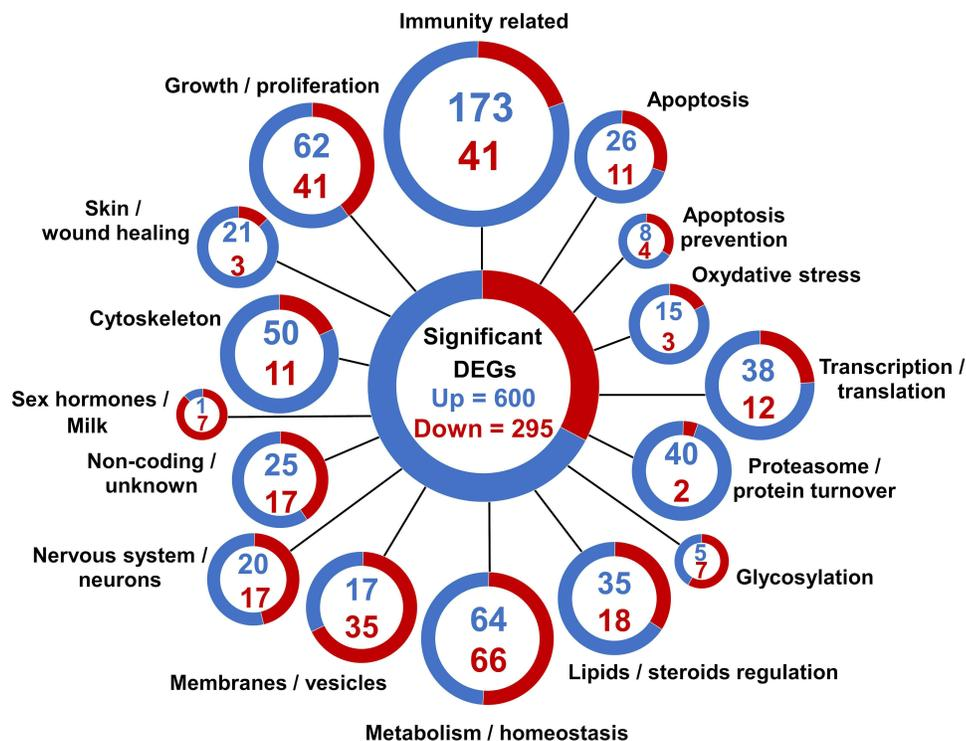 Immunity related
173
41
Growth / proliferation
62
41
Apoptosis
26
11
Skin /
wound healing
21
3
Apoptosis
prevention
8
4
Oxydative stress
15
3
Cytoskeleton
50
11
Significant
DEGs
Up = 600
Down = 295
Transcription /
translation
38
12
Sex hormones /
Milk
1
7
Non-coding /
unknown
25
17
Proteasome /
protein turnover
40
2
Nervous system /
neurons
20
17
Glycosylation
5
7
Membranes / vesicles
17
35
Metabolism / homeostasis
64
66
Lipids / steroids regulation
35
18